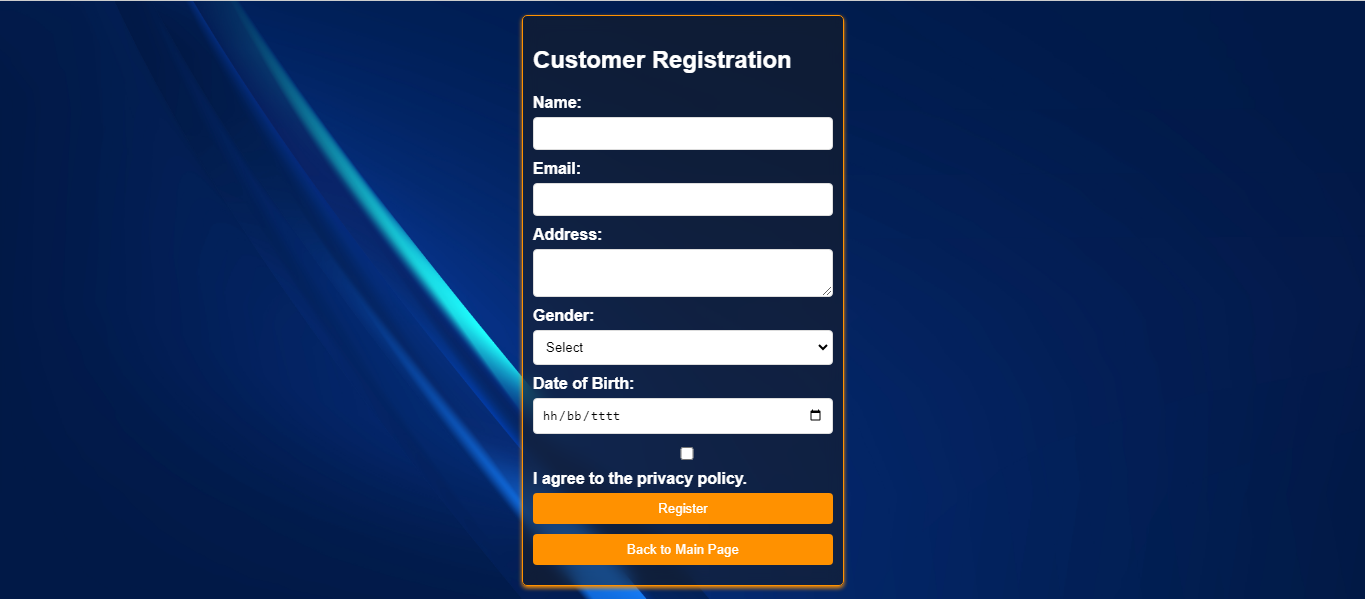 Customer Registration
Name:
Email:
Address:
Gender:
Select
Date of Birth:
hh/bb/tttt
I agree to the privacy policy.
Register
Back to Main Page